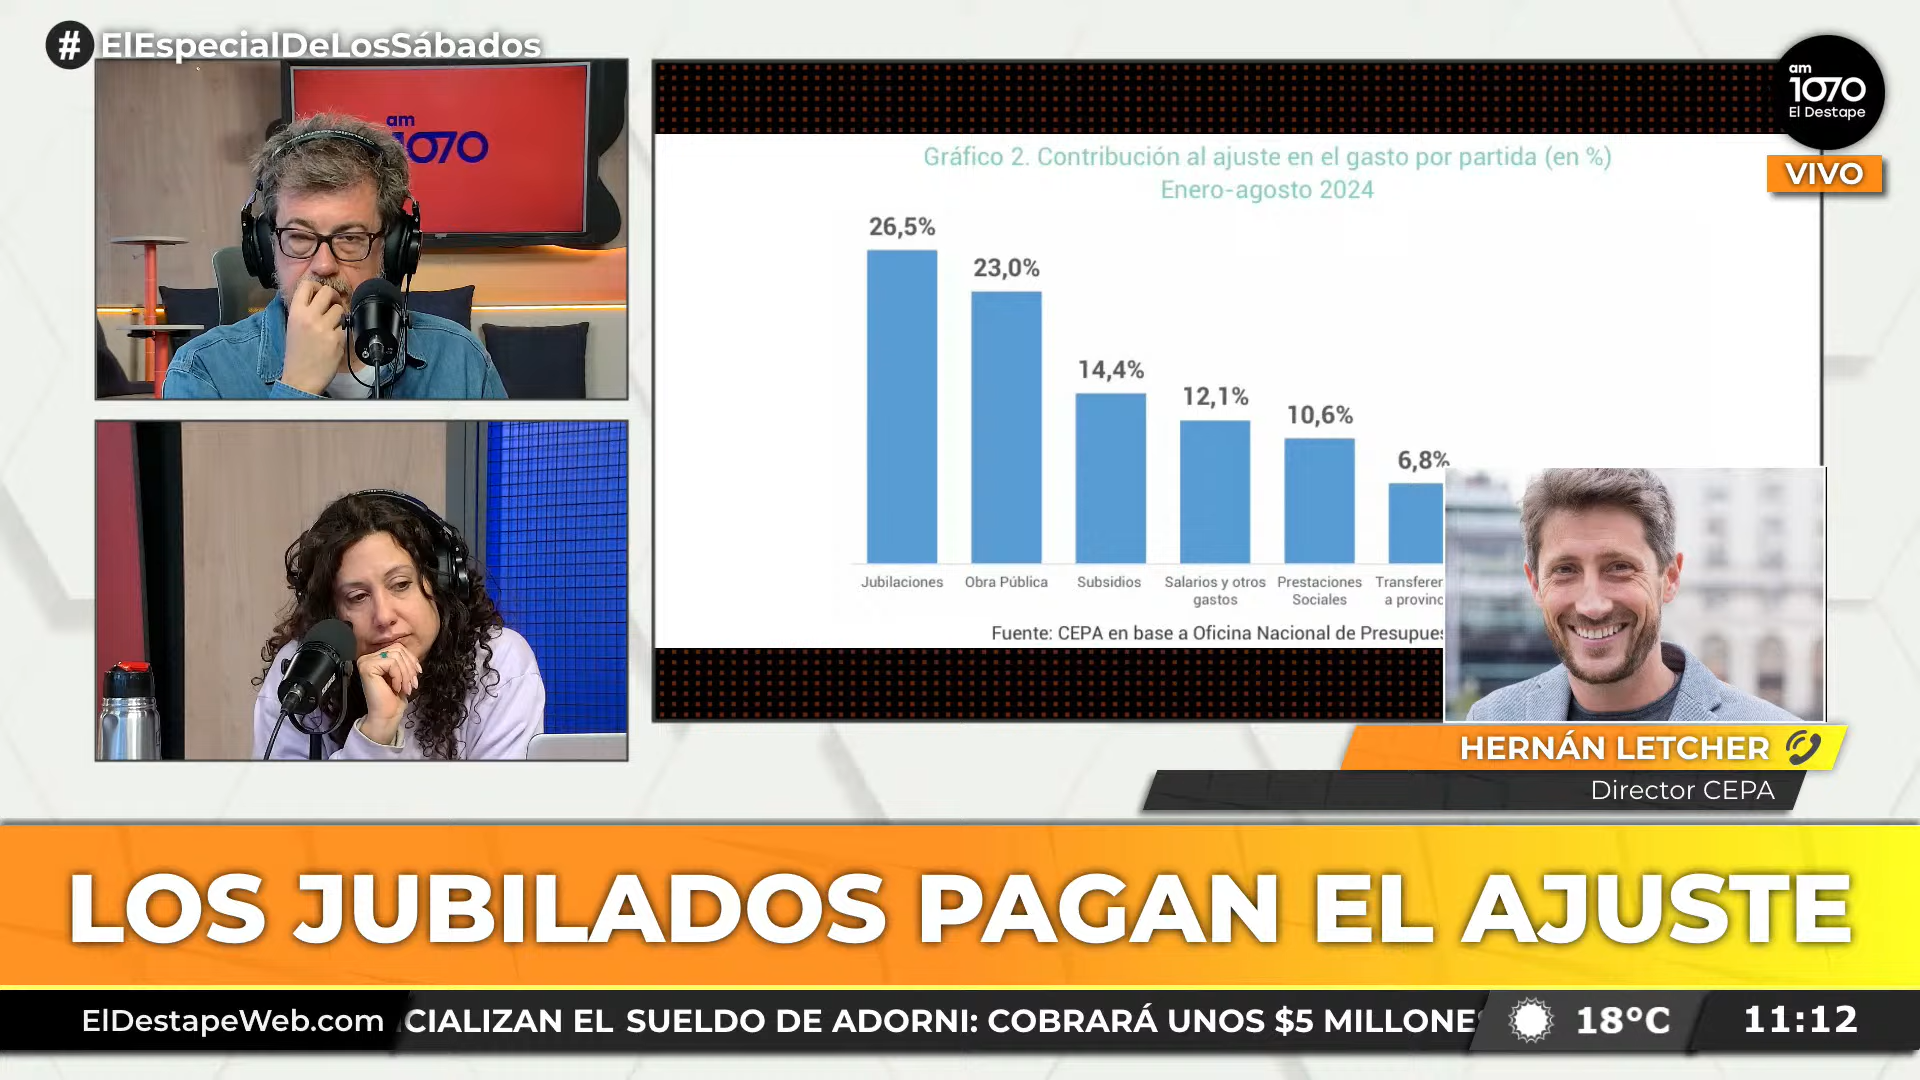 # ElEspecialDeLosSábados
am
1070
am
1070
El Destape
VIVO
Gráfico 2. Contribución al ajuste en el gasto por partida (en %)
Enero-agosto 2024
26,5%
23,0%
14,4%
12,1%
10,6%
6,8%
Jubilaciones
Obra Pública
Subsidios
Salarios y otros
gastos
Prestaciones
Sociales
Transferen
a provinc
Fuente: CEPA en base a Oficina Nacional de Presupues
HERNÁN LETCHER
Director CEPA
LOS JUBILADOS PAGAN EL AJUSTE
ElDestapeWeb.com
CIALIZAN EL SUELDO DE ADORNI: COBRARÁ UNOS $5 MILLONES
18°C
11:12